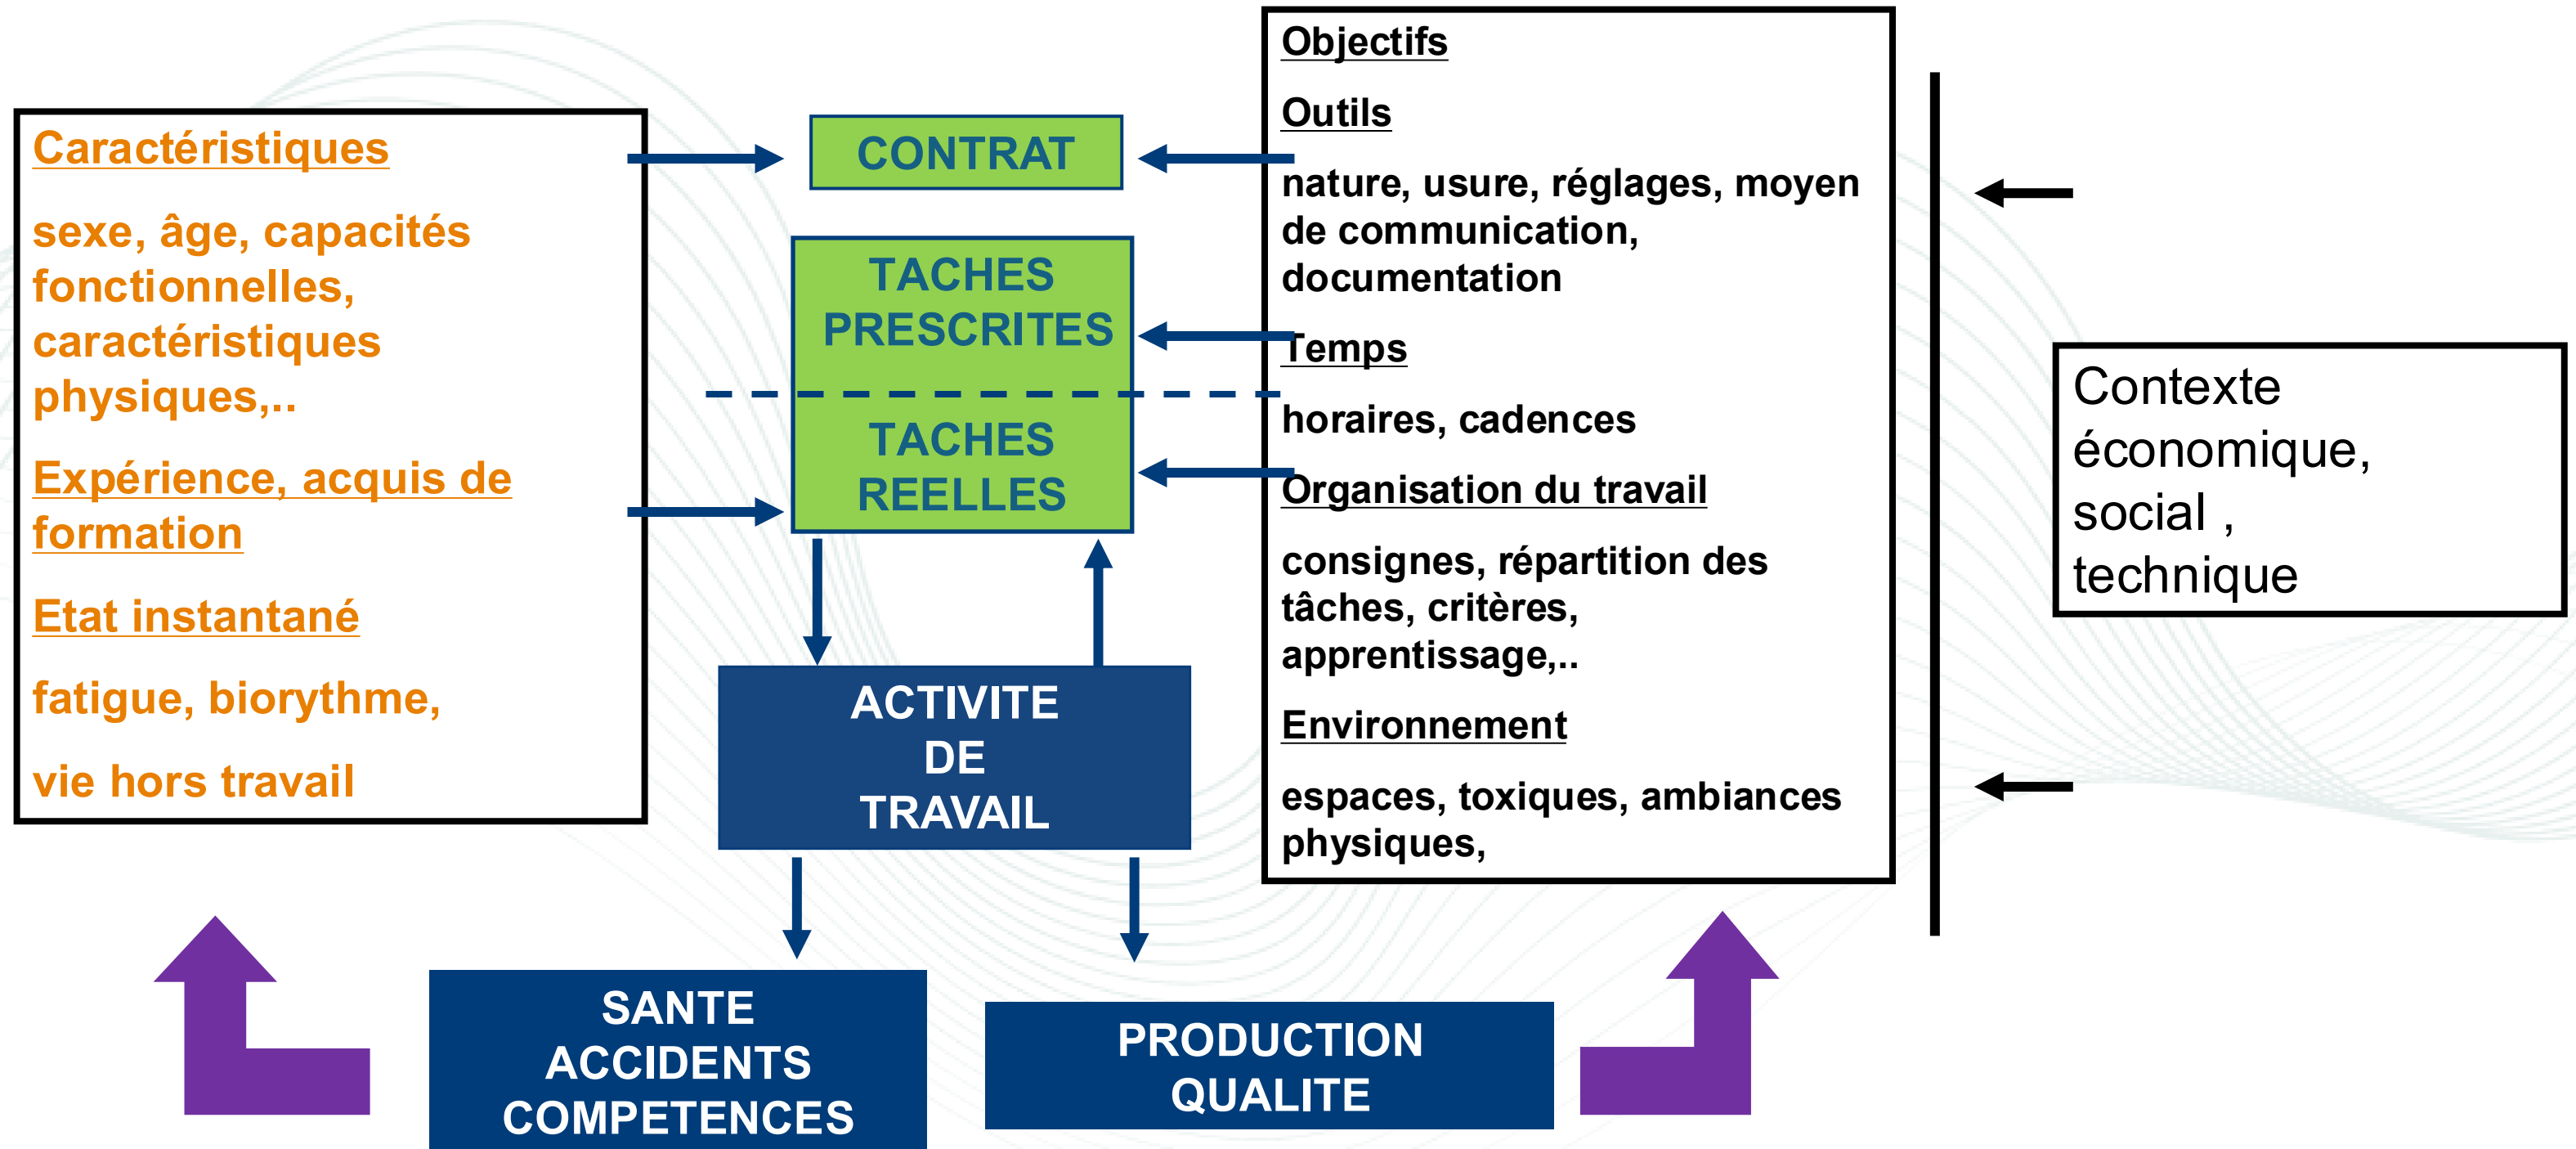 Caractéristiques
sexe, âge, capacités
fonctionnelles,
caractéristiques
physiques,..
Expérience, acquis de
formation
Etat instantané
fatigue, biorythme,
vie hors travail
CONTRAT
TACHES
PRESCRITES
TACHES
REELLES
ACTIVITE
DE
TRAVAIL
SANTE
ACCIDENTS
COMPETENCES
PRODUCTION
QUALITE
Objectifs
Outils
nature, usure, réglages, moyen
de communication,
documentation
Temps
horaires, cadences
Organisation du travail
consignes, répartition des
tâches, critères,
apprentissage,..
Environnement
espaces, toxiques, ambiances
physiques,
Contexte
économique,
social ,
technique